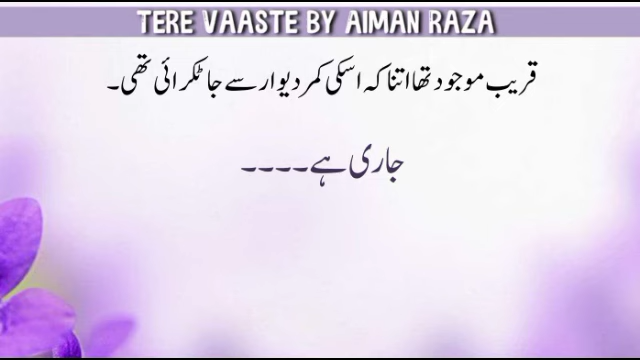 TERE VAASTE BY AIMAN RAZA
قریب موجود تھا اتنا کہ اسکی کمر دیوار سے جا ٹکرائی تھی۔
جاری ہے۔۔۔۔